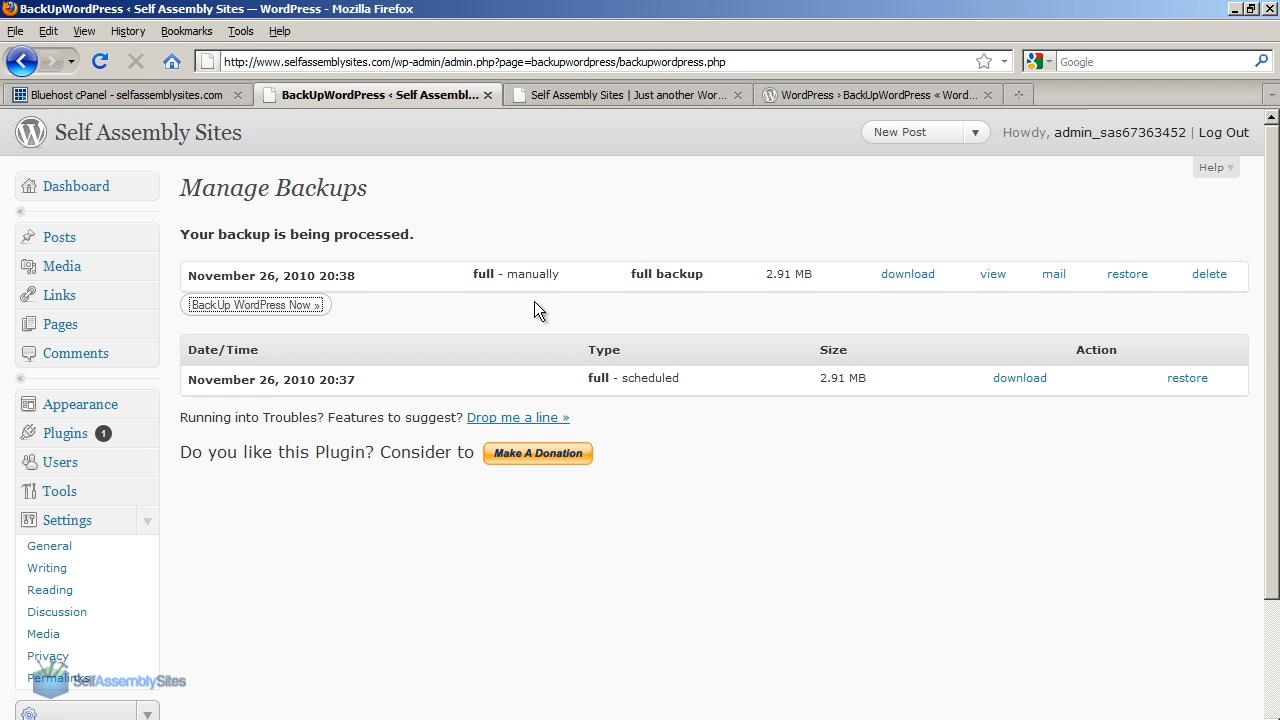 BackUpWordPress ‹ Self Assembly Sites — WordPress - Mozilla Firefox
File Edit View History Bookmarks Tools Help
http://www.selfassemblysites.com/wp-admin/admin.php?page=backupwordpress/backupwordpress.php
Google
Bluehost cPanel - selfassemblysites.com
BackUpWordPress ‹ Self Assembl...
Self Assembly Sites | Just another Wor...
WordPress › BackUpWordPress « Word...
Self Assembly Sites
New Post
Howdy, admin_sas67363452 | Log Out
Help
Dashboard
Posts
Media
Links
Pages
Comments
Appearance
Plugins 1
Users
Tools
Settings
General
Writing
Reading
Discussion
Media
Privacy
Permalinks
Manage Backups
Your backup is being processed.
November 26, 2010 20:38 full - manually full backup 2.91 MB download view mail restore delete
BackUp WordPress Now »
Date/Time Type Size Action
November 26, 2010 20:37 full - scheduled 2.91 MB download restore
Running into Troubles? Features to suggest? Drop me a line »
Do you like this Plugin? Consider to Make A Donation
SelfAssemblySites